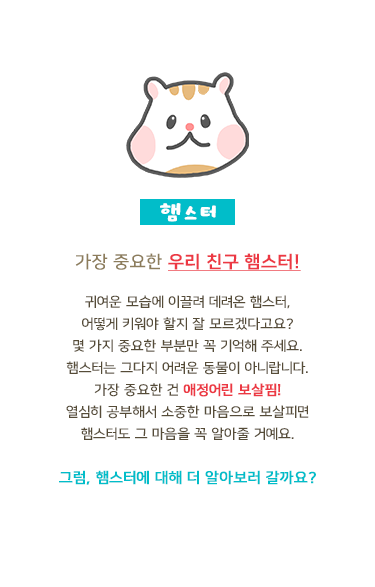 햄스터
가장 중요한 우리 친구 햄스터!
귀여운 모습에 이끌려 데려온 햄스터,
어떻게 키워야 할지 잘 모르겠다고요?
몇 가지 중요한 부분만 꼭 기억해 주세요.
햄스터는 그다지 어려운 동물이 아니랍니다.
가장 중요한 건 애정어린 보살핌!
열심히 공부해서 소중한 마음으로 보살피면
햄스터도 그 마음을 꼭 알아줄 거예요.
그럼, 햄스터에 대해 더 알아보러 갈까요?